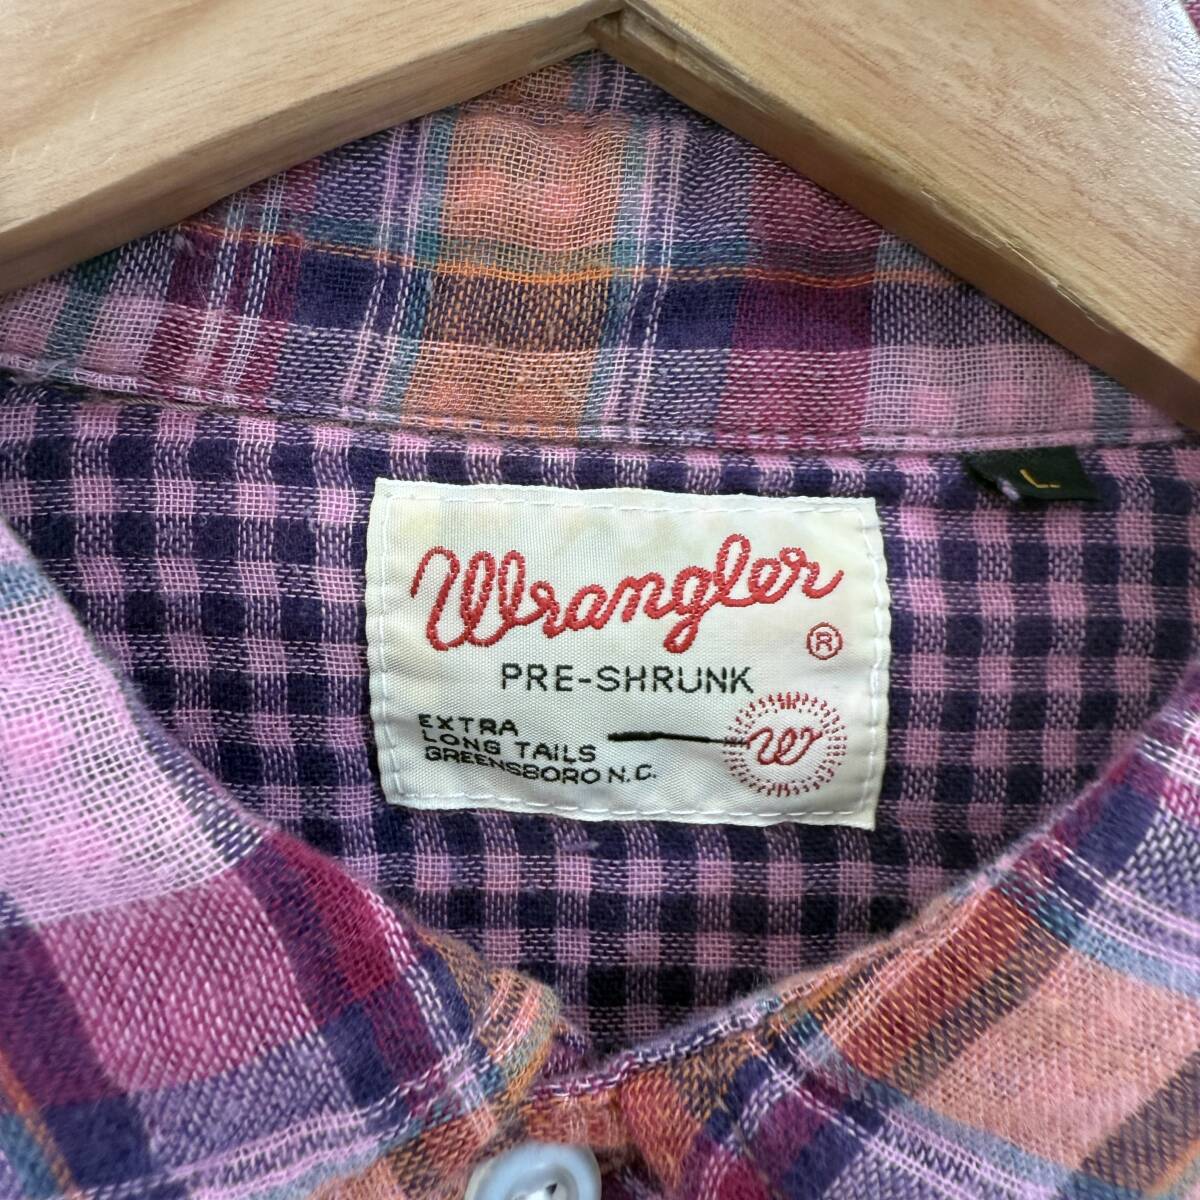 L
Wrangler
®
PRE-SHRUNK
EXTRA
LONG TAILS
GREENSBORO N.C.
W